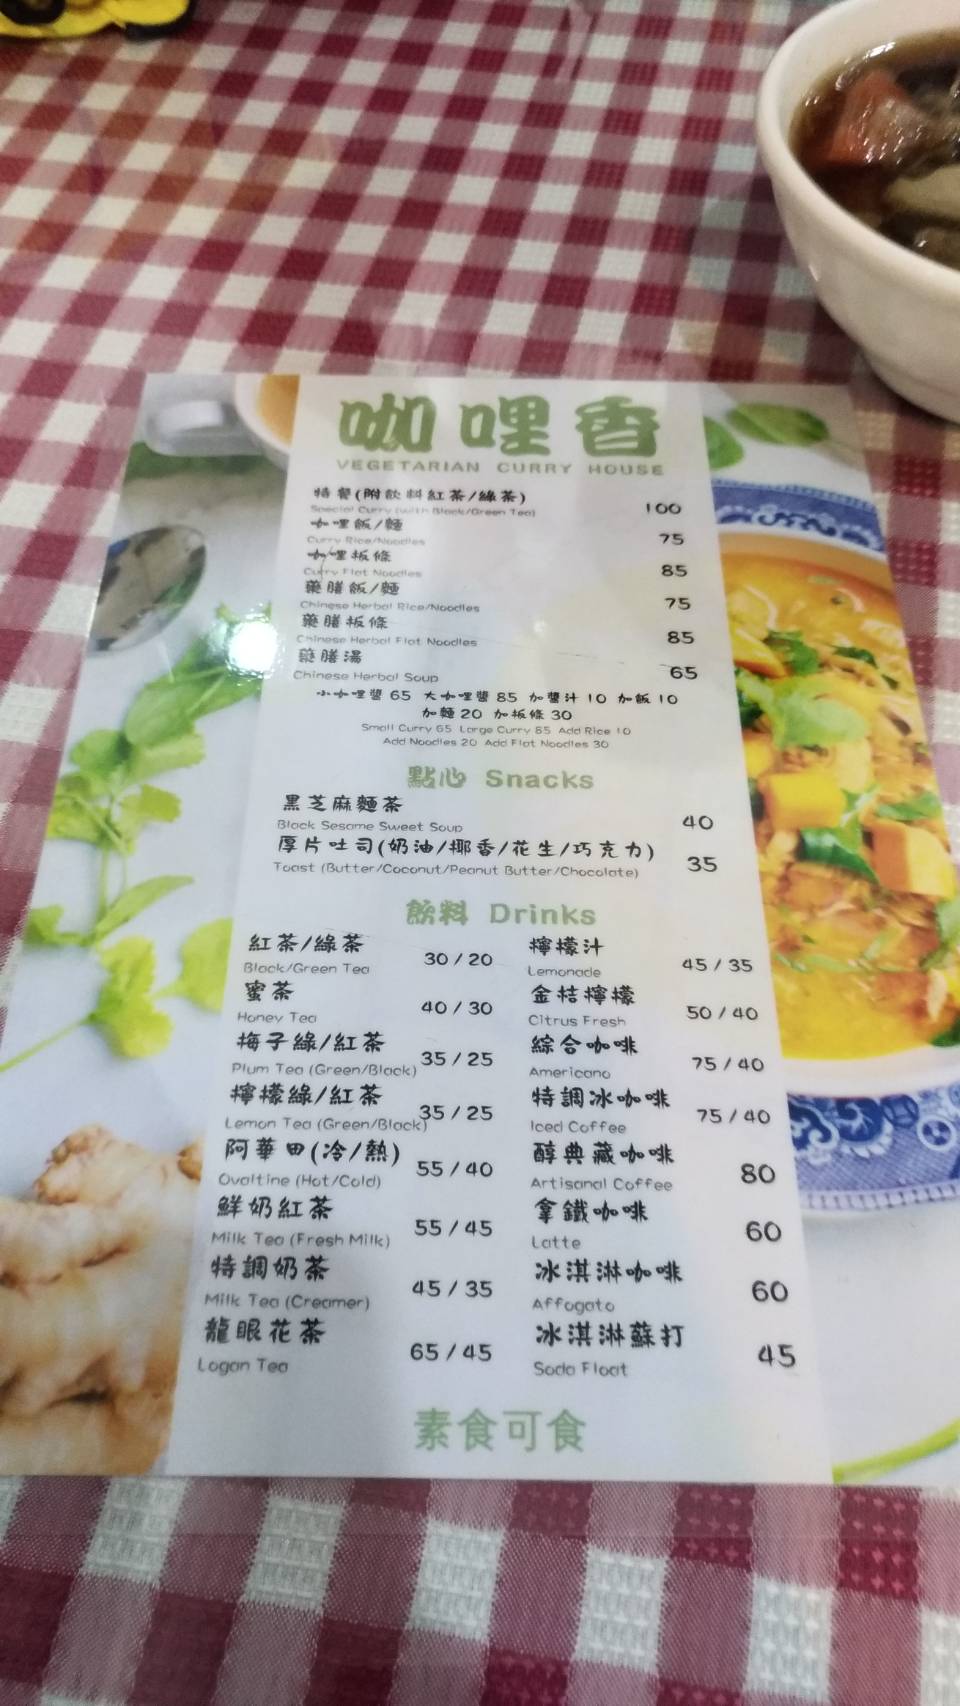 咖哩香
VEGETARIAN CURRY HOUSE
特餐(附飲料紅茶/綠茶) 100
Special Curry (with Black/Green Tea)
咖哩飯/麵 75
Curry Rice/Noodles
咖哩板條 85
Curry Flat Noodles
藥膳飯/麵 75
Chinese Herbal Rice/Noodles
藥膳板條 85
Chinese Herbal Flat Noodles
藥膳湯 65
Chinese Herbal Soup
小咖哩醬 65 大咖哩醬 85 加醬汁 10 加飯 10
加麵 20 加板條 30
Small Curry 65 Large Curry 85 Add Rice 10
Add Noodles 20 Add Flat Noodles 30
點心 Snacks
黑芝麻麵茶 40
Black Sesame Sweet Soup
厚片吐司(奶油/椰香/花生/巧克力) 35
Toast (Butter/Coconut/Peanut Butter/Chocolate)
飲料 Drinks
紅茶/綠茶 30 / 20
Black/Green Tea
蜜茶 40 / 30
Honey Tea
梅子綠/紅茶 35 / 25
Plum Tea (Green/Black)
檸檬綠/紅茶 35 / 25
Lemon Tea (Green/Black)
阿華田(冷/熱) 55 / 40
Ovaltine (Hot/Cold)
鮮奶紅茶 55 / 45
Milk Tea (Fresh Milk)
特調奶茶 45 / 35
Milk Tea (Creamer)
龍眼花茶 65 / 45
Logan Tea
檸檬汁 45 / 35
Lemonade
金桔檸檬 50 / 40
Citrus Fresh
綜合咖啡 75 / 40
Americano
特調冰咖啡 75 / 40
Iced Coffee
醇典藏咖啡 80
Artisanal Coffee
拿鐵咖啡 60
Latte
冰淇淋咖啡 60
Affogato
冰淇淋蘇打 45
Soda Float
素食可食